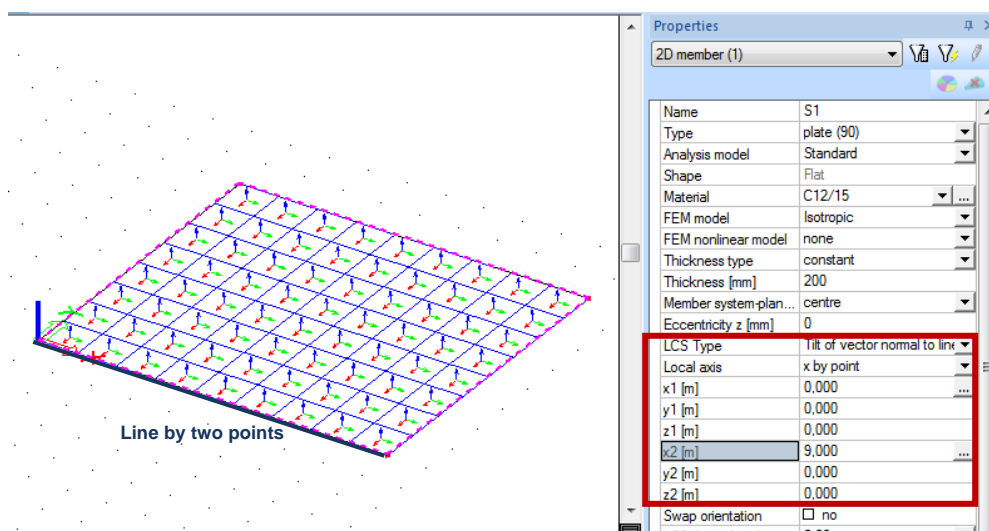 Properties
2D member (1)
Name S1
Type plate (90)
Analysis model Standard
Shape Flat
Material C12/15 ...
FEM model Isotropic
FEM nonlinear model none
Thickness type constant
Thickness [mm] 200
Member system-plan... centre
Eccentricity z [mm] 0
LCS Type Tilt of vector normal to line
Local axis x by point
x1 [m] 0,000 ...
y1 [m] 0,000
z1 [m] 0,000
x2 [m] 9,000 ...
y2 [m] 0,000
z2 [m] 0,000
Swap orientation no
Line by two points